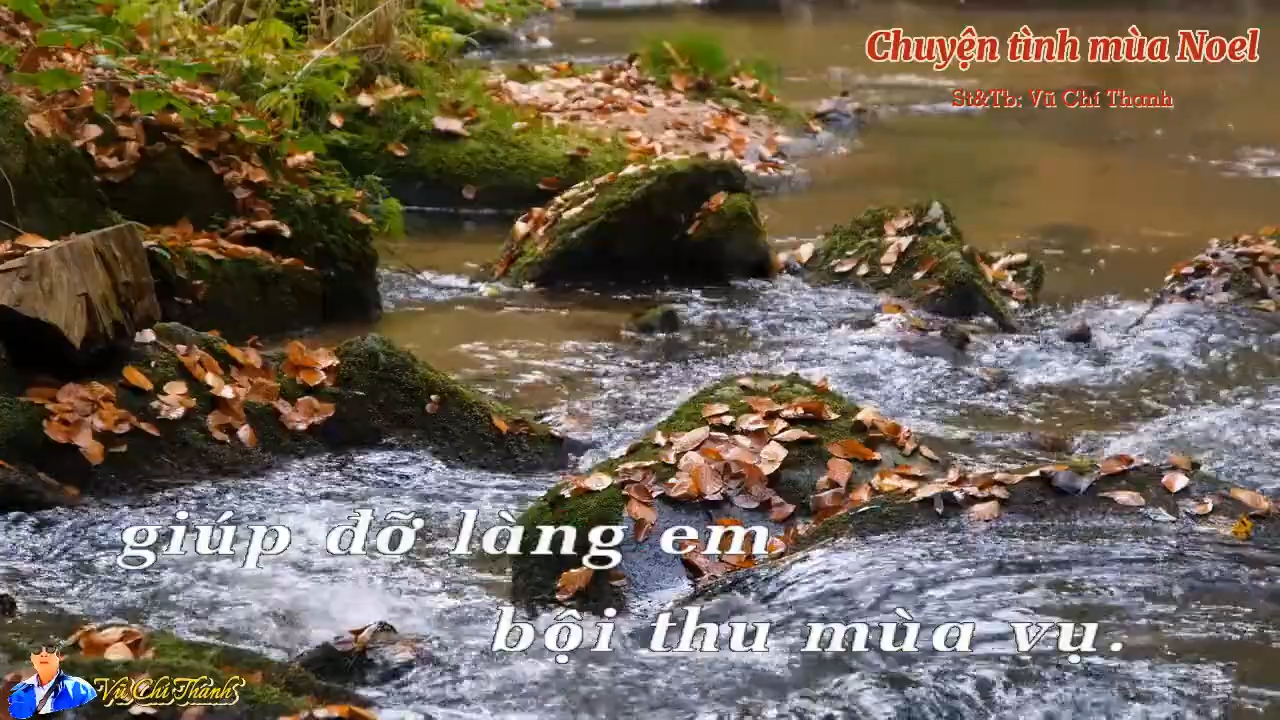 Chuyện tình mùa Noel
St&Tb: Vũ Chí Thanh
giúp đỡ làng em
bội thu mùa vụ.
Vũ Chí Thành